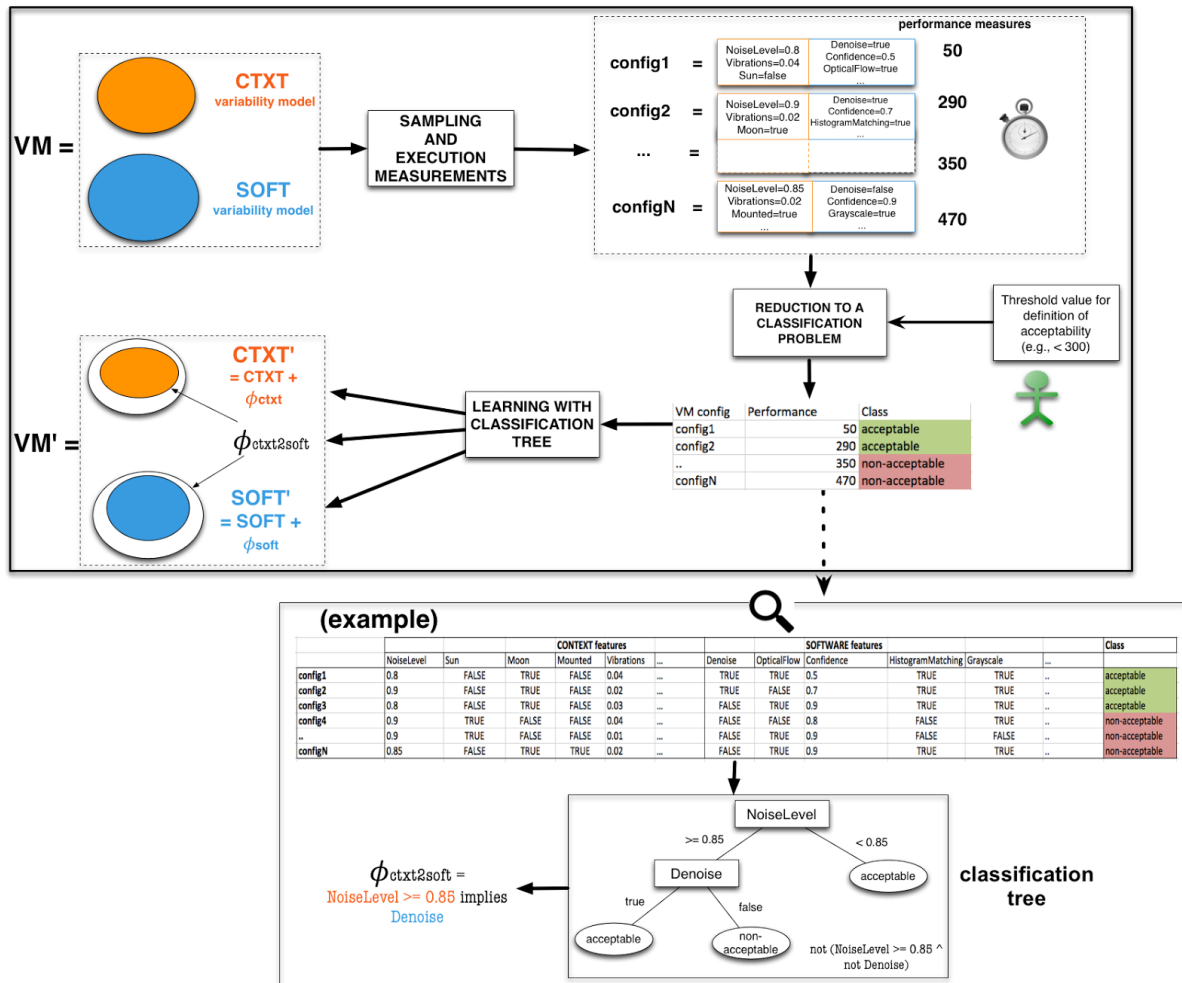 performance measures
VM =
CTXT
variability model
SOFT
variability model
SAMPLING
AND
EXECUTION
MEASUREMENTS
config1 =
NoiseLevel=0.8
Vibrations=0.04
Sun=false
Denoise=true
Confidence=0.5
OpticalFlow=true
...
50
config2 =
NoiseLevel=0.9
Vibrations=0.02
Moon=true
Denoise=true
Confidence=0.7
HistogramMatching=true
...
290
... =
350
configN =
NoiseLevel=0.85
Vibrations=0.02
Mounted=true
...
Denoise=false
Confidence=0.9
Grayscale=true
...
470
REDUCTION TO A
CLASSIFICATION
PROBLEM
Threshold value for
definition of
acceptability
(e.g., < 300)
VM config Performance Class
config1 50 acceptable
config2 290 acceptable
.. 350 non-acceptable
configN 470 non-acceptable
LEARNING WITH
CLASSIFICATION
TREE
VM' =
CTXT'
= CTXT +
ϕctxt
ϕctxt2soft
SOFT'
= SOFT +
ϕsoft
(example)
CONTEXT features SOFTWARE features Class
NoiseLevel Sun Moon Mounted Vibrations ... Denoise OpticalFlow Confidence HistogramMatching Grayscale ...
config1 0.8 FALSE TRUE FALSE 0.04 ... TRUE TRUE 0.5 TRUE TRUE .. acceptable
config2 0.9 FALSE TRUE FALSE 0.02 ... TRUE FALSE 0.7 TRUE TRUE .. acceptable
config3 0.8 FALSE TRUE FALSE 0.03 ... FALSE TRUE 0.9 TRUE TRUE .. acceptable
config4 0.9 TRUE FALSE FALSE 0.04 ... FALSE FALSE 0.8 FALSE TRUE .. non-acceptable
.. 0.9 TRUE FALSE FALSE 0.01 ... FALSE TRUE 0.9 FALSE FALSE .. non-acceptable
configN 0.85 FALSE TRUE TRUE 0.02 ... FALSE TRUE 0.9 TRUE TRUE .. non-acceptable
NoiseLevel
>= 0.85
< 0.85
Denoise
acceptable
true
false
acceptable
non-
acceptable
not (NoiseLevel >= 0.85 ^
not Denoise)
classification
tree
ϕctxt2soft =
NoiseLevel >= 0.85 implies
Denoise